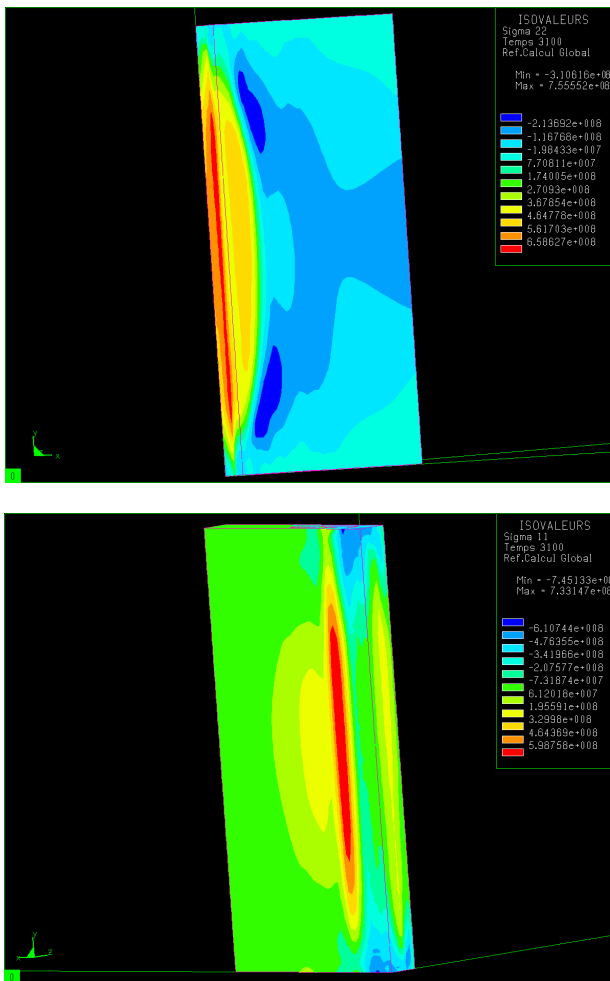 ISOVALEURS
Sigma 22
Temps 3100
Ref.Calcul Global
Min = -3.10616e+08
Max = 7.55552e+08
-2.13692e+008
-1.16768e+008
-1.98433e+007
7.70811e+007
1.74005e+008
2.7093e+008
3.67854e+008
4.64778e+008
5.61703e+008
6.58627e+008
y
x
0
ISOVALEURS
Sigma 11
Temps 3100
Ref.Calcul Global
Min = -7.45133e+08
Max = 7.33147e+08
-6.10744e+008
-4.76355e+008
-3.41966e+008
-2.07577e+008
-7.31874e+007
6.12018e+007
1.95591e+008
3.2998e+008
4.64369e+008
5.98758e+008
y
x z
0